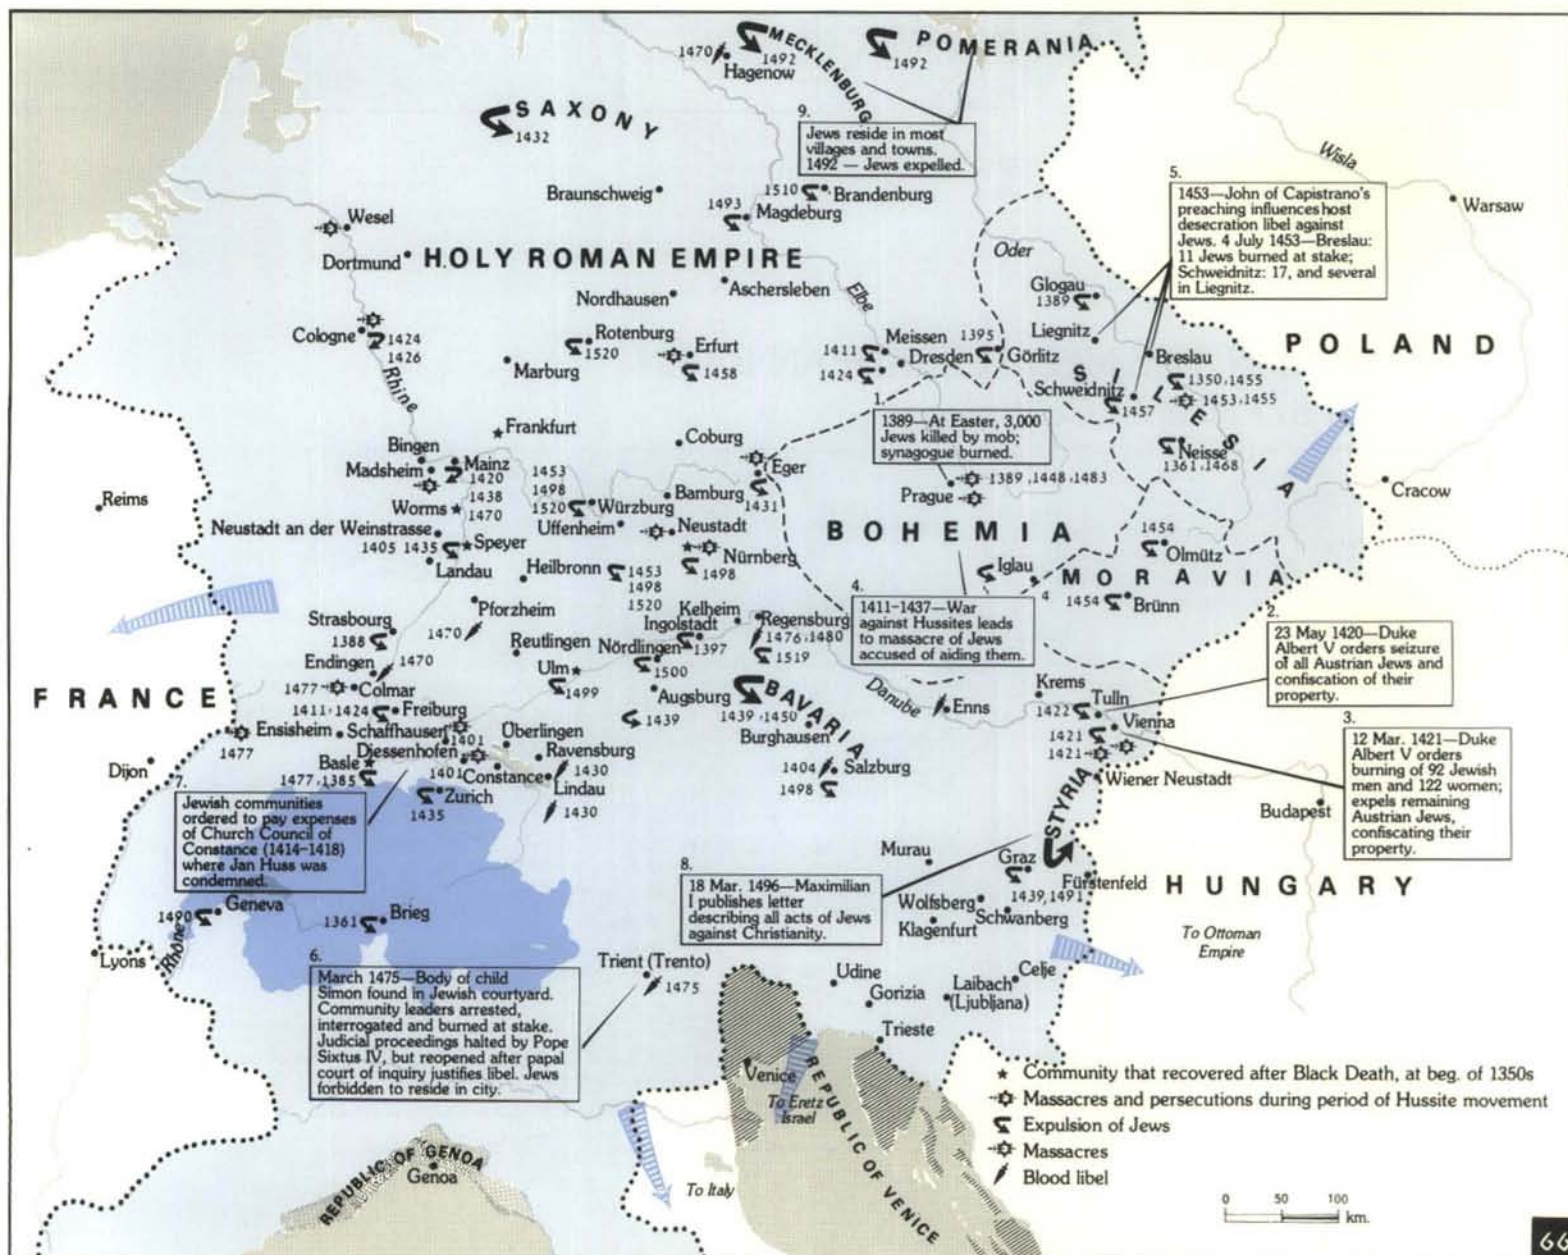 MECKLENBURG
1492
POMERANIA
1492
1470
Hagenow
SAXONY
1432
9.
Jews reside in most
villages and towns.
1492 — Jews expelled.
Wisla
5.
1453—John of Capistrano's
preaching influences host
desecration libel against
Jews. 4 July 1453—Breslau:
11 Jews burned at stake;
Schweidnitz: 17, and several
in Liegnitz.
Warsaw
Braunschweig
1510
Brandenburg
1493
Magdeburg
Wesel
Dortmund
HOLY ROMAN EMPIRE
Oder
Nordhausen
Aschersleben
Elbe
Glogau
1389
Cologne
1424
1426
Rotenburg
1520
Erfurt
1458
Meissen
1411
Dresden
1424
1395
Görlitz
Liegnitz
Breslau
1350,1455
1453,1455
POLAND
Marburg
Rhine
SILESIA
Schweidnitz
1457
1.
1389—At Easter, 3,000
Jews killed by mob;
synagogue burned.
Frankfurt
Coburg
Neisse
1361,1468
Bingen
Mainz
1420
1438
Madsheim
Worms
1470
1453
1498
1520
Würzburg
Bamburg
Eger
1431
Prague
1389,1448,1483
Cracow
Reims
Neustadt an der Weinstrasse
1405 1435
Speyer
Uffenheim
Neustadt
Nürnberg
1498
BOHEMIA
1454
Olmütz
Landau
Heilbronn
1453
1498
1520
Iglau
4
MORAVIA
1454
Brünn
4.
1411–1437—War
against Hussites leads
to massacre of Jews
accused of aiding them.
2.
23 May 1420—Duke
Albert V orders seizure
of all Austrian Jews and
confiscation of their
property.
Pforzheim
1470
Strasbourg
1388
Kelheim
Ingolstadt
1397
Regensburg
1476,1480
1519
Reutlingen
Nördlingen
1500
Endingen
1470
Ulm
1499
FRANCE
1477
Colmar
1411,1424
Freiburg
Augsburg
1439
BAVARIA
1439,1450
Burghausen
Danube
Enns
Krems
Tulln
1422
Vienna
1421
1421
3.
12 Mar. 1421—Duke
Albert V orders
burning of 92 Jewish
men and 122 women;
expels remaining
Austrian Jews,
confiscating their
property.
1477
Ensisheim
Schaffhausen
1401
Überlingen
Diessenhofen
1401
Constance
Ravensburg
1430
Lindau
1430
Dijon
Basle
1477,1385
Zurich
1435
1404
Salzburg
1498
Wiener Neustadt
Budapest
7.
Jewish communities
ordered to pay expenses
of Church Council of
Constance (1414–1418)
where Jan Huss was
condemned.
STYRIA
Murau
Graz
1439,1491
Fürstenfeld
HUNGARY
8.
18 Mar. 1496—Maximilian
I publishes letter
describing all acts of Jews
against Christianity.
Wolfsberg
Schwanberg
Klagenfurt
1490
Geneva
1361
Brieg
To Ottoman
Empire
Lyons
Rhône
6.
March 1475—Body of child
Simon found in Jewish courtyard.
Community leaders arrested,
interrogated and burned at stake.
Judicial proceedings halted by Pope
Sixtus IV, but reopened after papal
court of inquiry justifies libel. Jews
forbidden to reside in city.
Trient (Trento)
1475
Udine
Gorizia
Laibach
(Ljubljana)
Celje
Trieste
Venice
To Eretz
Israel
REPUBLIC OF VENICE
REPUBLIC OF GENOA
Genoa
To Italy
Community that recovered after Black Death, at beg. of 1350s
Massacres and persecutions during period of Hussite movement
Expulsion of Jews
Massacres
Blood libel
0 50 100
km.
66